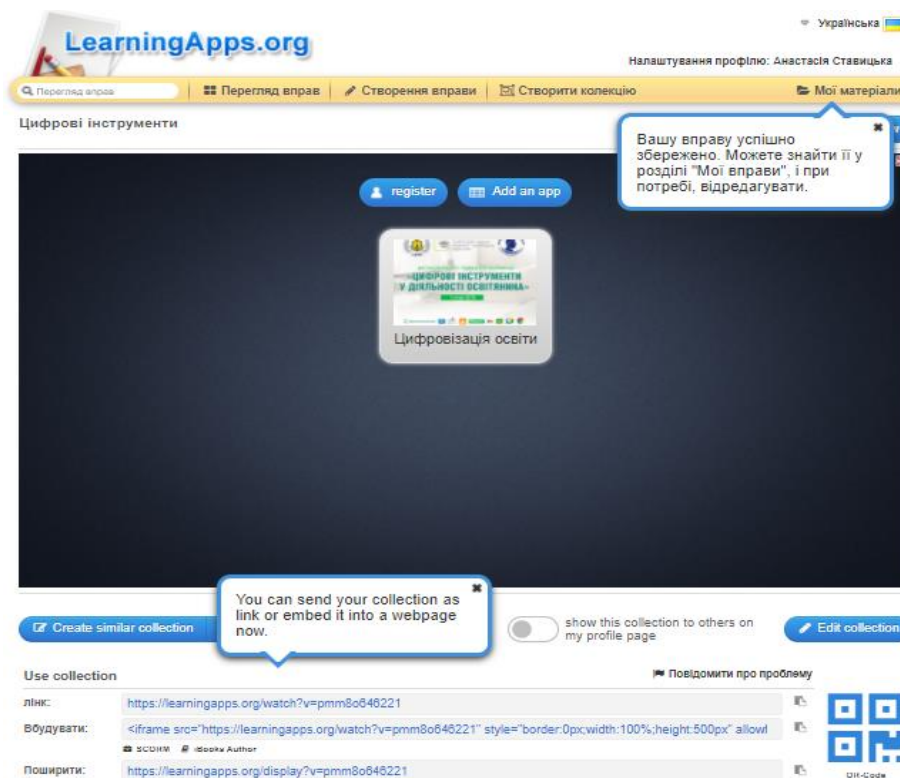 LearningApps.org
Українська
Налаштування профілю: Анастасія Ставицька
Перегляд вправ
Перегляд вправ
Створення вправи
Створити колекцію
Мої матеріали
Цифрові інструменти
Вашу вправу успішно
збережено. Можете знайти її у
розділі "Мої вправи", і при
потребі, відредагувати.
register
Add an app
«ЦИФРОВІ ІНСТРУМЕНТИ
У ДІЯЛЬНОСТІ ОСВІТЯНИНА»
Цифровізація освіти
You can send your collection as
link or embed it into a webpage
now.
Create similar collection
show this collection to others on
my profile page
Edit collection
Use collection
Повідомити про проблему
лінк:
https://learningapps.org/watch?v=pmm8o646221
Вбудувати:
<iframe src="https://learningapps.org/watch?v=pmm8o646221" style="border:0px;width:100%;height:500px" allowf
SCORM
iBooks Author
Поширити:
https://learningapps.org/display?v=pmm8o646221
QR-Code